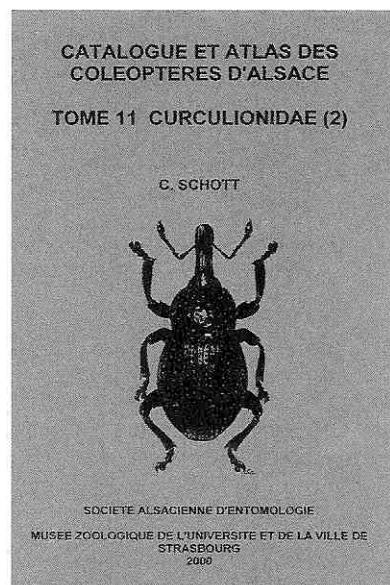 CATALOGUE ET ATLAS DES
COLEOPTERES D'ALSACE
TOME 11 CURCULIONIDAE (2)
C. SCHOTT
SOCIETE ALSACIENNE D'ENTOMOLOGIE
MUSEE ZOOLOGIQUE DE L'UNIVERSITE ET DE LA VILLE DE
STRASBOURG
2000